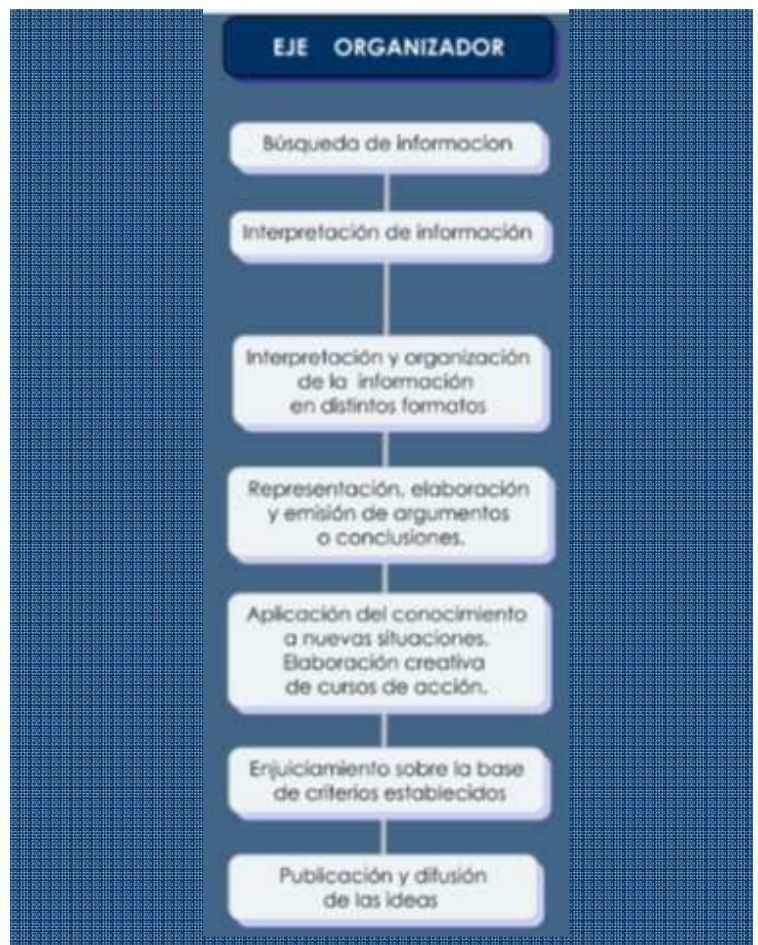 EJE ORGANIZADOR
Búsqueda de informacion
Interpretación de información
Interpretación y organización
de la información
en distintos formatos
Representación, elaboración
y emisión de argumentos
o conclusiones.
Aplicación del conocimiento
a nuevas situaciones.
Elaboración creativa
de cursos de acción.
Enjuiciamiento sobre la base
de criterios establecidos
Publicación y difusión
de las ideas